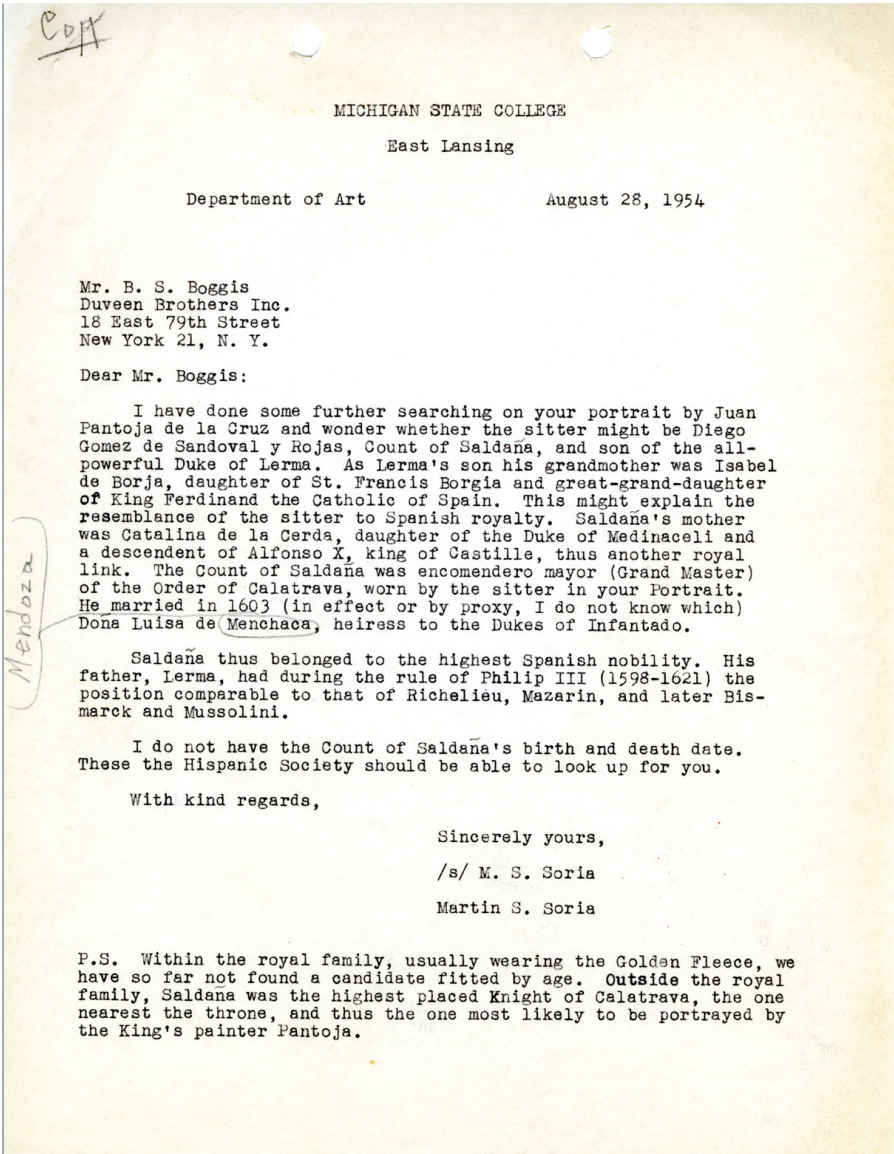 Copy
MICHIGAN STATE COLLEGE
East Lansing
Department of Art August 28, 1954
Mr. B. S. Boggis
Duveen Brothers Inc.
18 East 79th Street
New York 21, N. Y.
Dear Mr. Boggis:
I have done some further searching on your portrait by Juan
Pantoja de la Cruz and wonder whether the sitter might be Diego
Gomez de Sandoval y Rojas, Count of Saldaña, and son of the all-
powerful Duke of Lerma. As Lerma's son his grandmother was Isabel
de Borja, daughter of St. Francis Borgia and great-grand-daughter
of King Ferdinand the Catholic of Spain. This might explain the
resemblance of the sitter to Spanish royalty. Saldaña's mother
was Catalina de la Cerda, daughter of the Duke of Medinaceli and
a descendent of Alfonso X, king of Castille, thus another royal
link. The Count of Saldaña was encomendero mayor (Grand Master)
of the Order of Calatrava, worn by the sitter in your Portrait.
He married in 1603 (in effect or by proxy, I do not know which)
Doña Luisa de Menchaca, heiress to the Dukes of Infantado.
Mendoza
Saldaña thus belonged to the highest Spanish nobility. His
father, Lerma, had during the rule of Philip III (1598-1621) the
position comparable to that of Richelieu, Mazarin, and later Bis-
marck and Mussolini.
I do not have the Count of Saldaña's birth and death date.
These the Hispanic Society should be able to look up for you.
With kind regards,
Sincerely yours,
/s/ M. S. Soria
Martin S. Soria
P.S. Within the royal family, usually wearing the Golden Fleece, we
have so far not found a candidate fitted by age. Outside the royal
family, Saldaña was the highest placed Knight of Calatrava, the one
nearest the throne, and thus the one most likely to be portrayed by
the King's painter Pantoja.